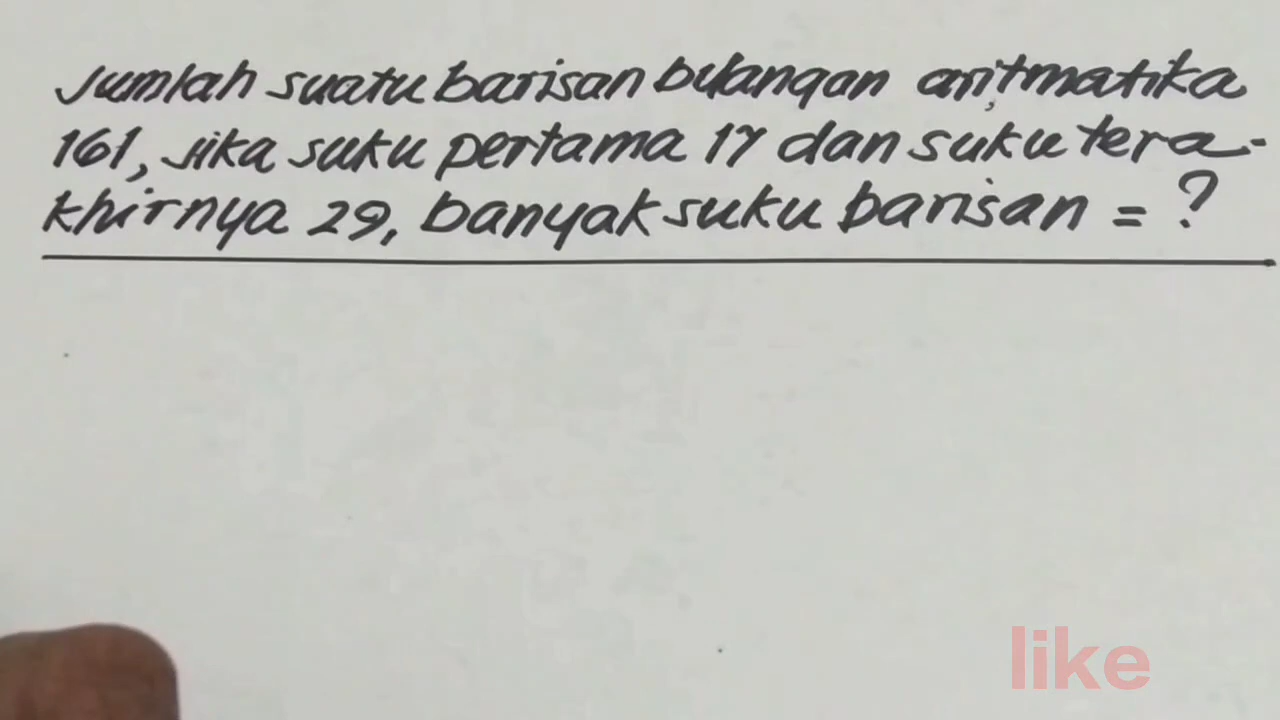 Jumlah suatu barisan bilangan aritmatika
161, jika suku pertama 17 dan suku tera-
khirnya 29, banyak suku barisan = ?
like